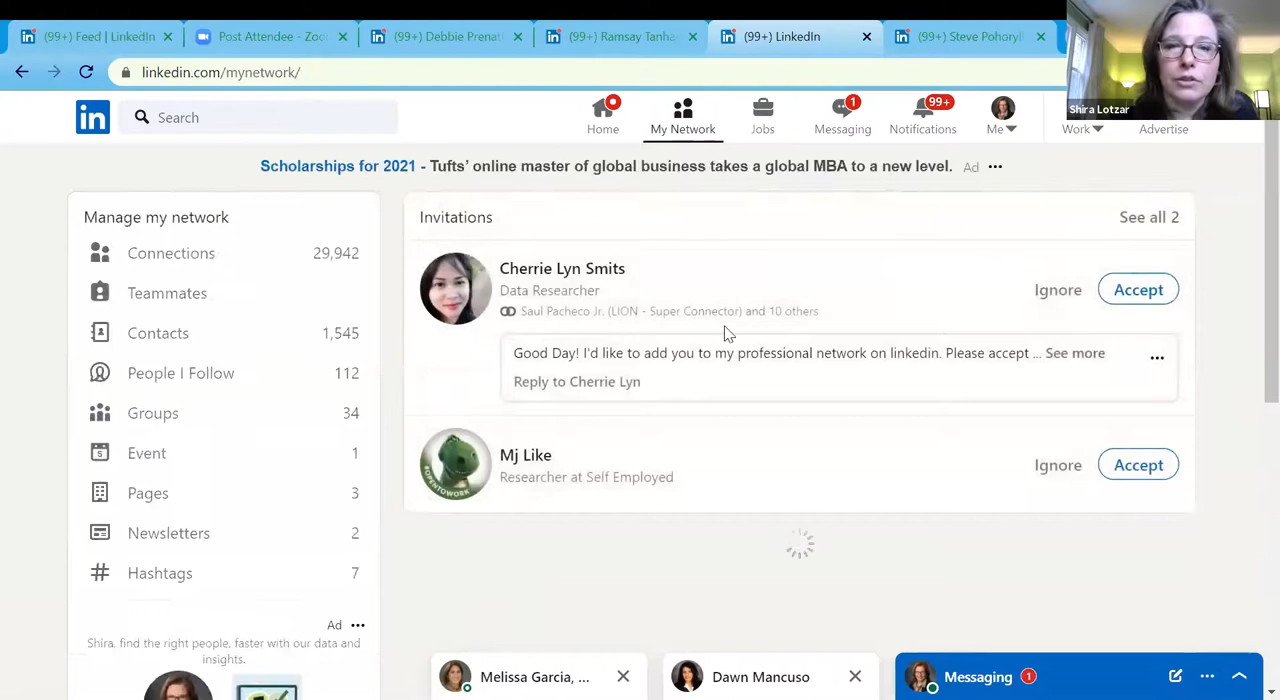 (99+) Feed | LinkedIn
Post Attendee - Zoo
(99+) Debbie Prenat
(99+) Ramsay Tanha
(99+) LinkedIn
(99+) Steve Pohoryl
linkedin.com/mynetwork/
Shira Lotzar
in
Search
Home
My Network
Jobs
1
Messaging
99+
Notifications
Me
Work
Advertise
Scholarships for 2021 - Tufts' online master of global business takes a global MBA to a new level. Ad
Manage my network
Connections 29,942
Teammates
Contacts 1,545
People I Follow 112
Groups 34
Event 1
Pages 3
Newsletters 2
Hashtags 7
Ad
Shira, find the right people, faster with our data and
insights.
Invitations
See all 2
Cherrie Lyn Smits
Data Researcher
Saul Pacheco Jr. (LION - Super Connector) and 10 others
Ignore
Accept
Good Day! I'd like to add you to my professional network on linkedin. Please accept ... See more
Reply to Cherrie Lyn
#OPENTOWORK
Mj Like
Researcher at Self Employed
Ignore
Accept
Melissa Garcia, ...
Dawn Mancuso
Messaging 1